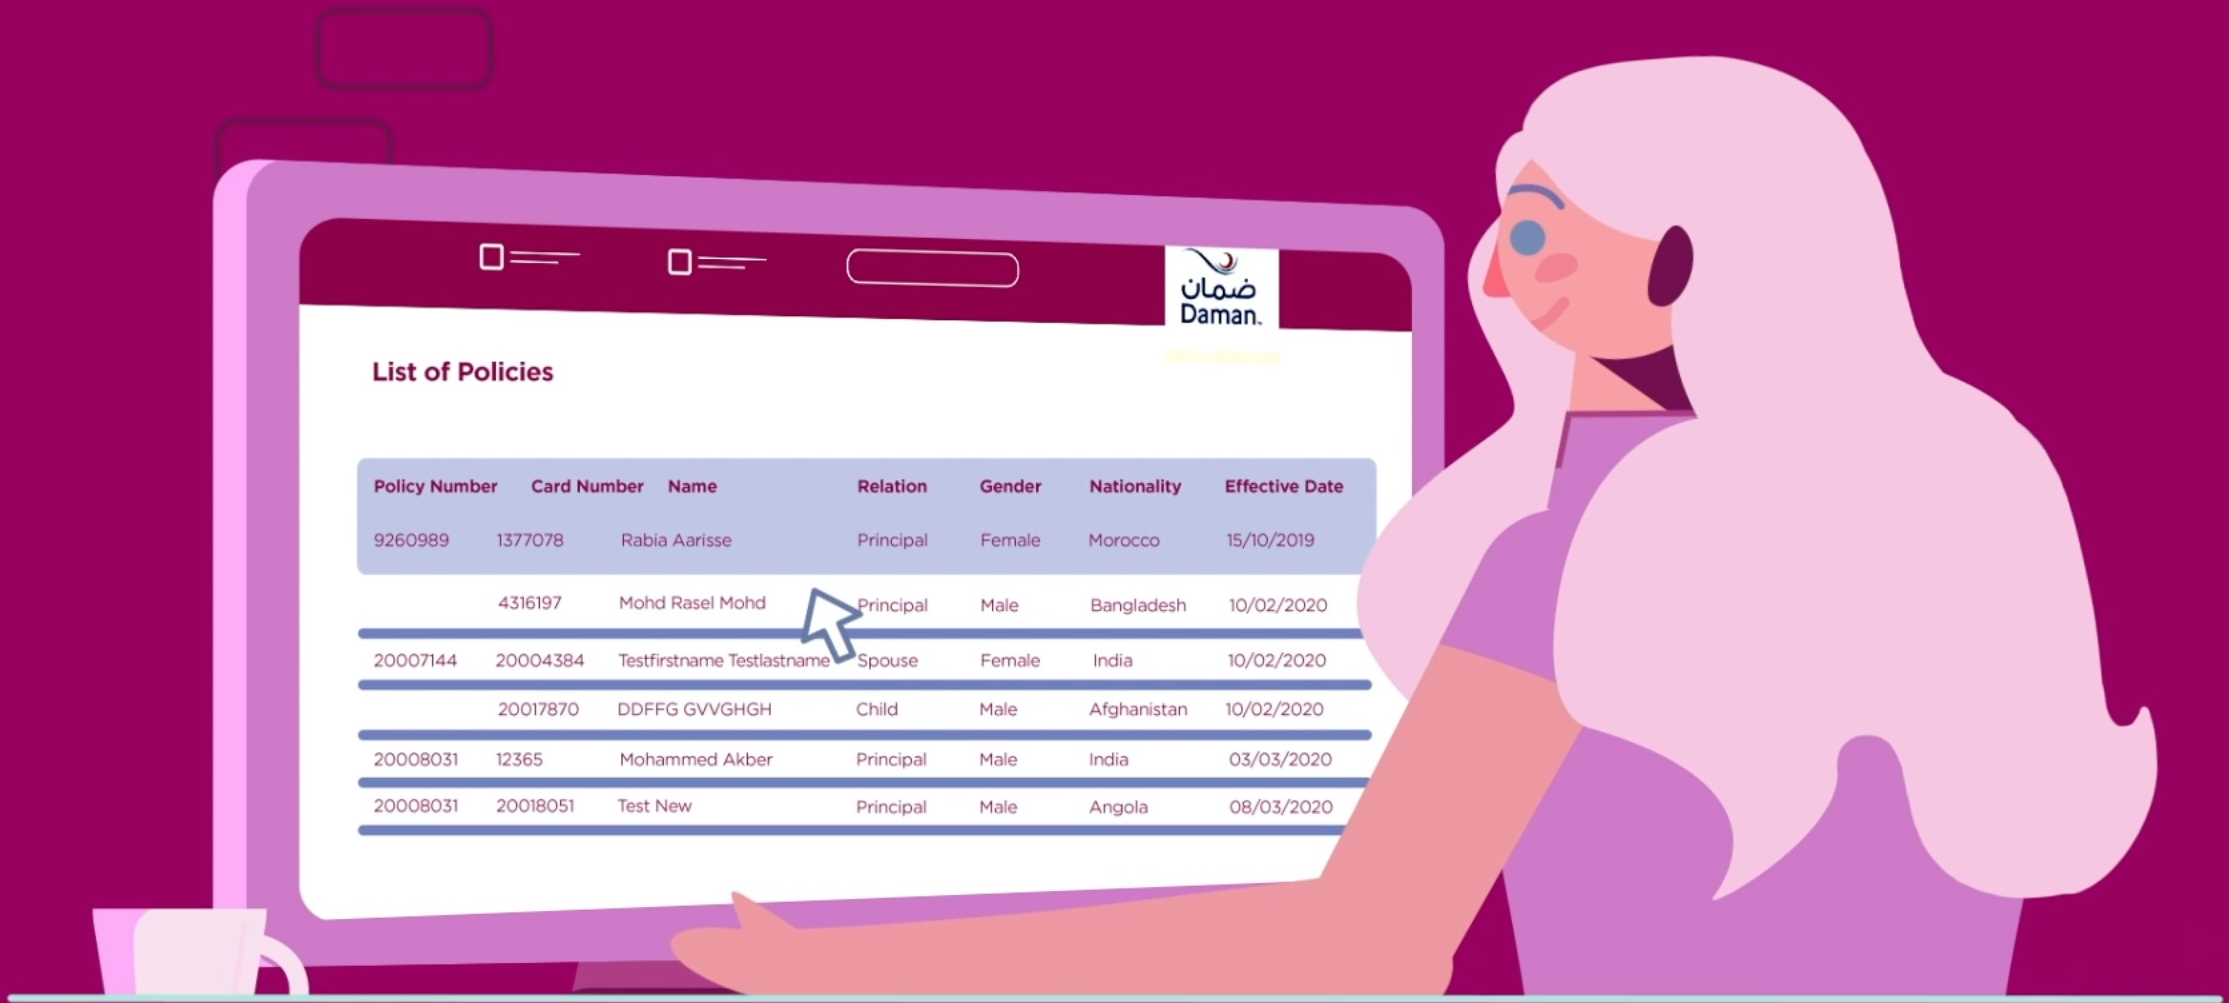 ضمان
Daman
List of Policies
Policy Number Card Number Name Relation Gender Nationality Effective Date
9260989 1377078 Rabia Aarisse Principal Female Morocco 15/10/2019
4316197 Mohd Rasel Mohd Principal Male Bangladesh 10/02/2020
20007144 20004384 Testfirstname Testlastname Spouse Female India 10/02/2020
20017870 DDFFG GVVGHGH Child Male Afghanistan 10/02/2020
20008031 12365 Mohammed Akber Principal Male India 03/03/2020
20008031 20018051 Test New Principal Male Angola 08/03/2020